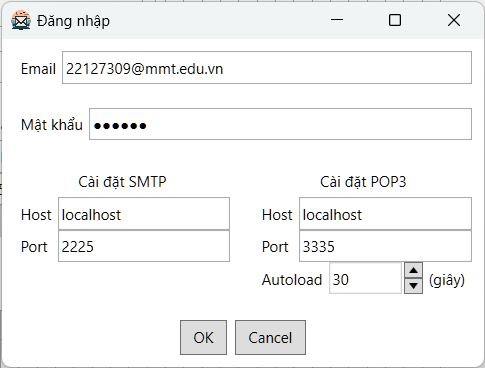 Đăng nhập
Email 22127309@mmt.edu.vn
Mật khẩu ●●●●●●
Cài đặt SMTP Cài đặt POP3
Host localhost Host localhost
Port 2225 Port 3335
Autoload 30 (giây)
OK Cancel